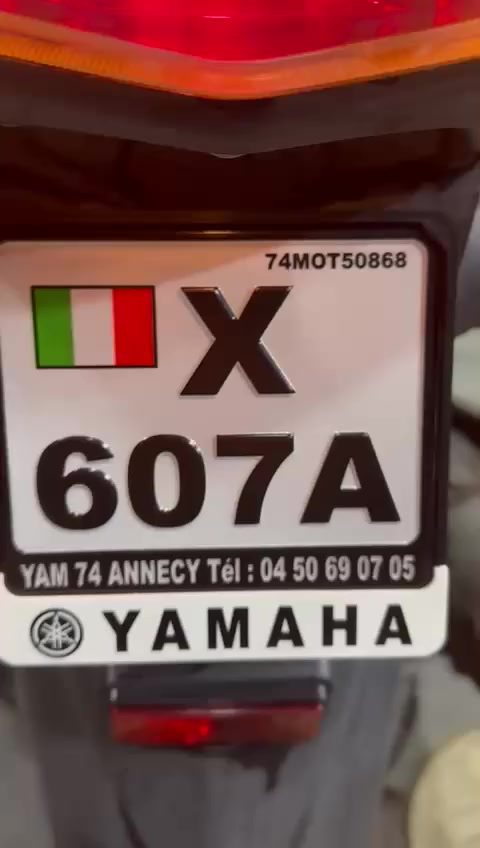 74MOT50868
X
607A
YAM 74 ANNECY Tél : 04 50 69 07 05
YAMAHA